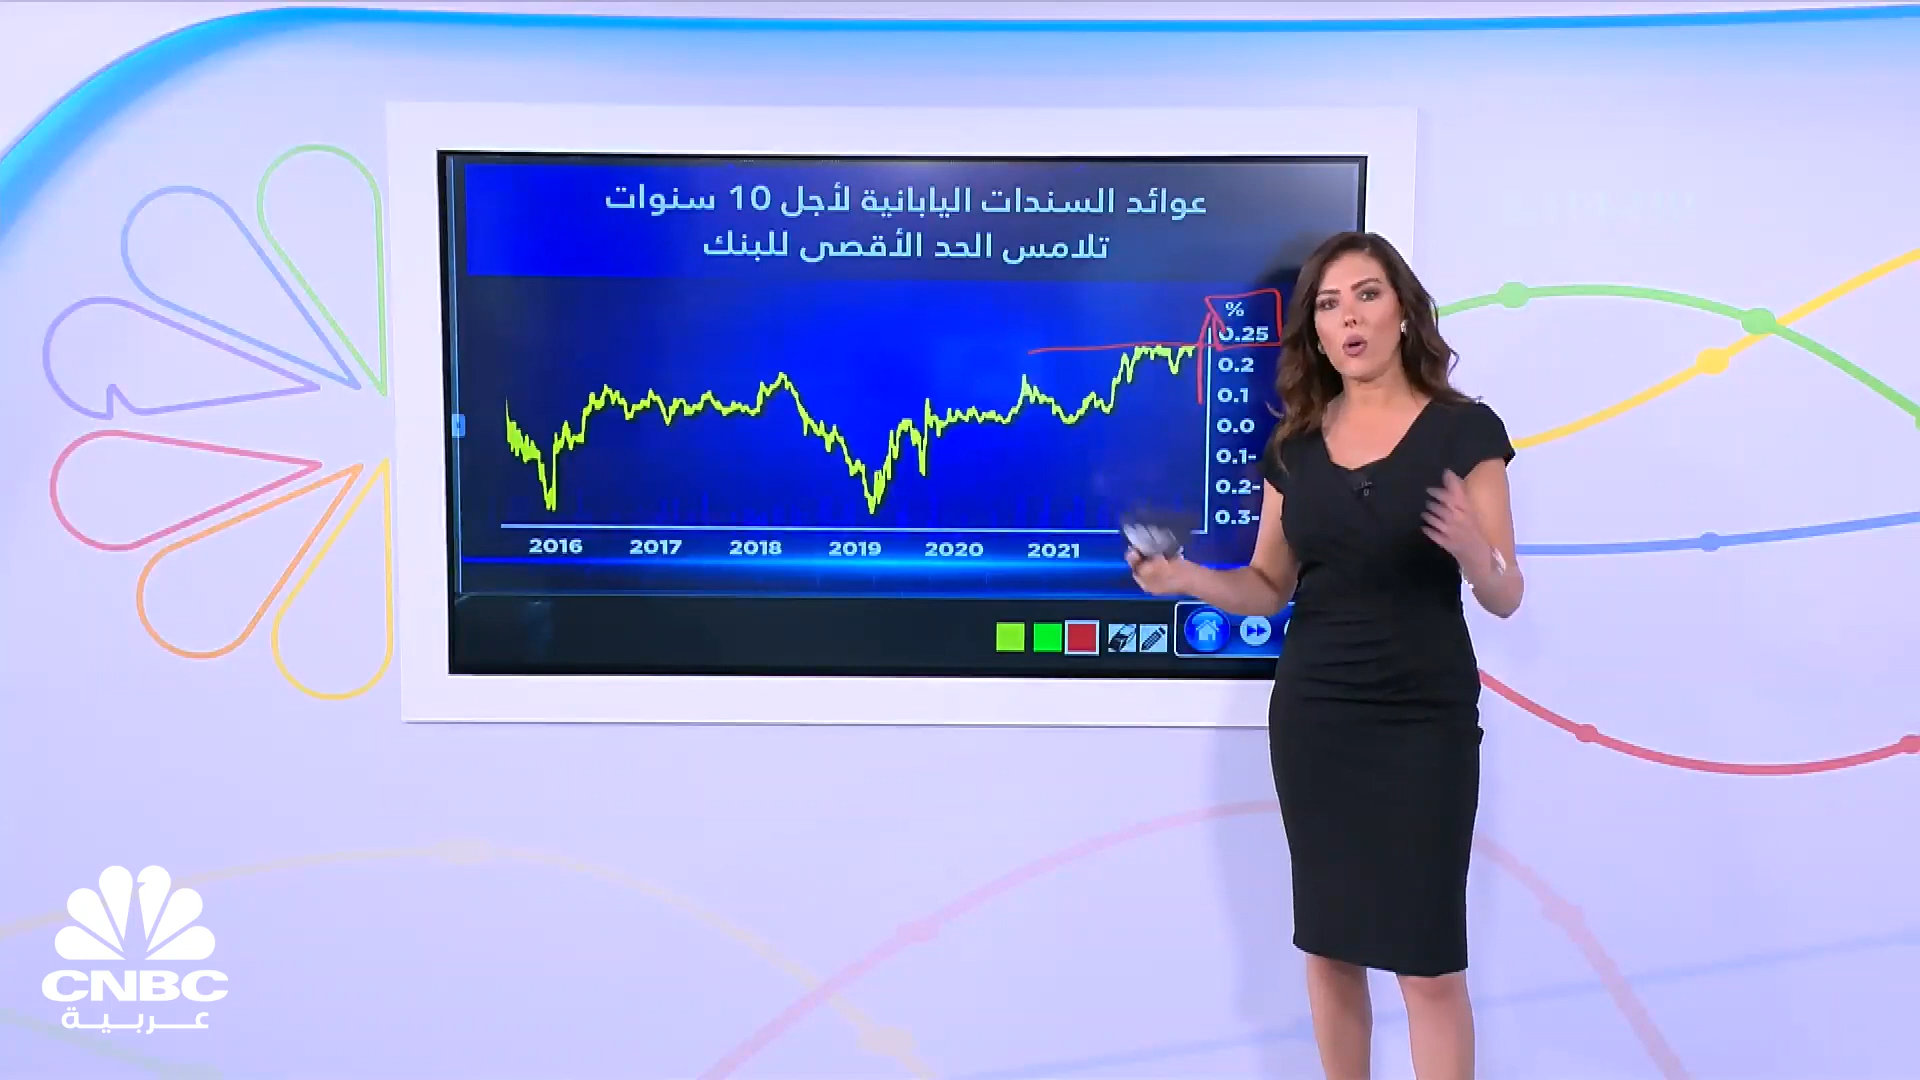 عوائد السندات اليابانية لأجل 10 سنوات
تلامس الحد الأقصى للبنك
%
0.25
0.2
0.1
0.0
0.1-
0.2-
0.3-
2016 2017 2018 2019 2020 2021
CNBC
عربية